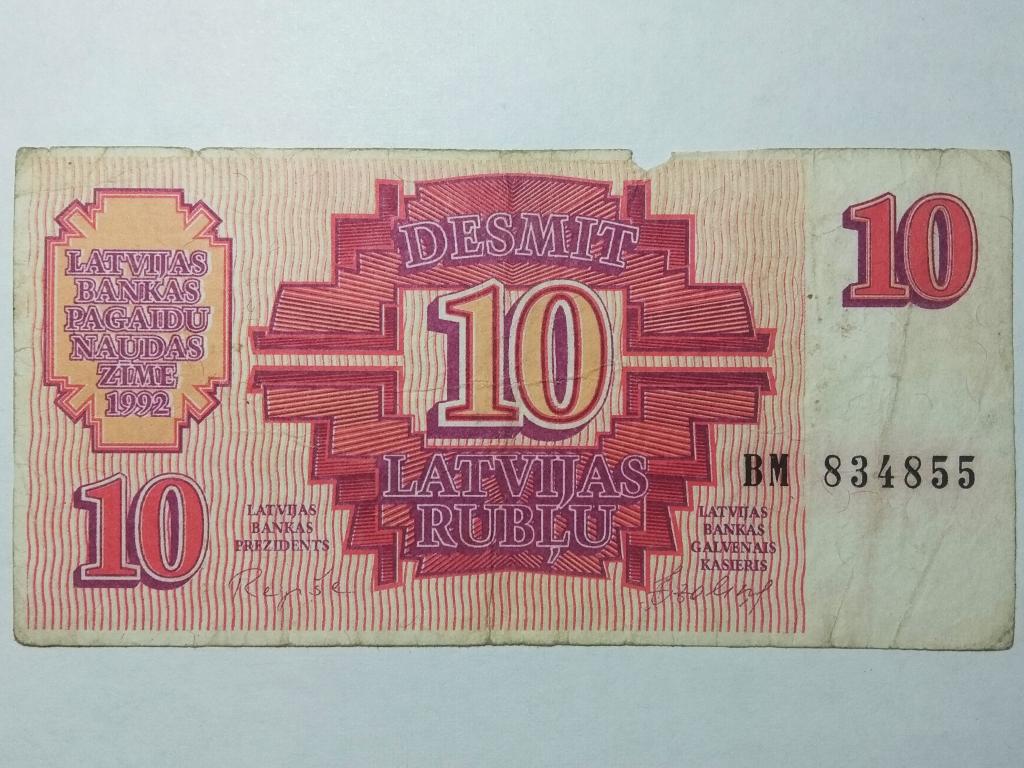 LATVIJAS
BANKAS
PAGAIDU
NAUDAS
ZĪME
1992
10
DESMIT
10
LATVIJAS
RUBĻU
10
BM 834855
LATVIJAS
BANKAS
PREZIDENTS
LATVIJAS
BANKAS
GALVENAIS
KASIERIS